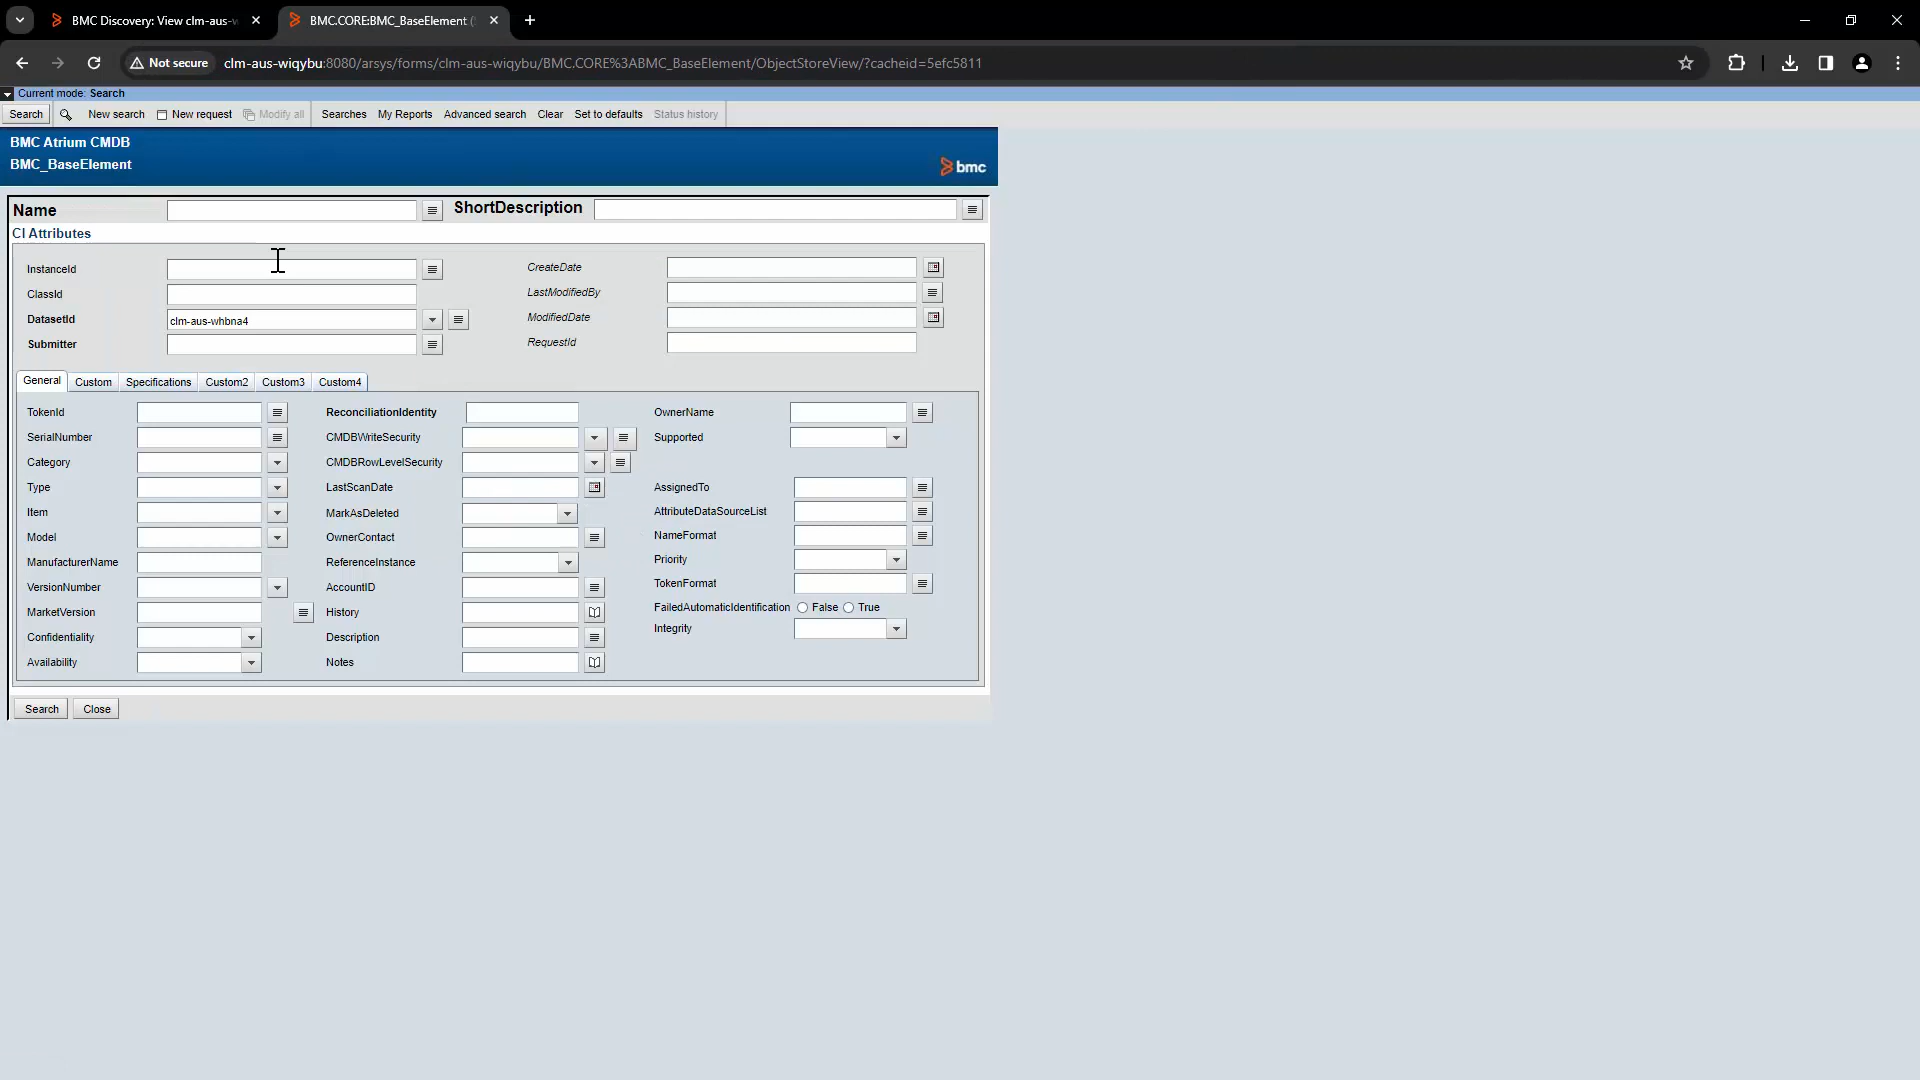 BMC Discovery: View clm-aus-w
BMC.CORE:BMC_BaseElement (
Not secure
clm-aus-wiqybu:8080/arsys/forms/clm-aus-wiqybu/BMC.CORE%3ABMC_BaseElement/ObjectStoreView/?cacheid=5efc5811
Current mode: Search
Search New search New request Modify all Searches My Reports Advanced search Clear Set to defaults Status history
BMC Atrium CMDB
BMC_BaseElement
bmc
Name ShortDescription
CI Attributes
InstanceId CreateDate
ClassId LastModifiedBy
DatasetId clm-aus-whbna4 ModifiedDate
Submitter RequestId
General Custom Specifications Custom2 Custom3 Custom4
TokenId ReconciliationIdentity OwnerName
SerialNumber CMDBWriteSecurity Supported
Category CMDBRowLevelSecurity
Type LastScanDate AssignedTo
Item MarkAsDeleted AttributeDataSourceList
Model OwnerContact NameFormat
ManufacturerName ReferenceInstance Priority
VersionNumber AccountID TokenFormat
MarketVersion History FailedAutomaticIdentification False True
Confidentiality Description Integrity
Availability Notes
Search Close